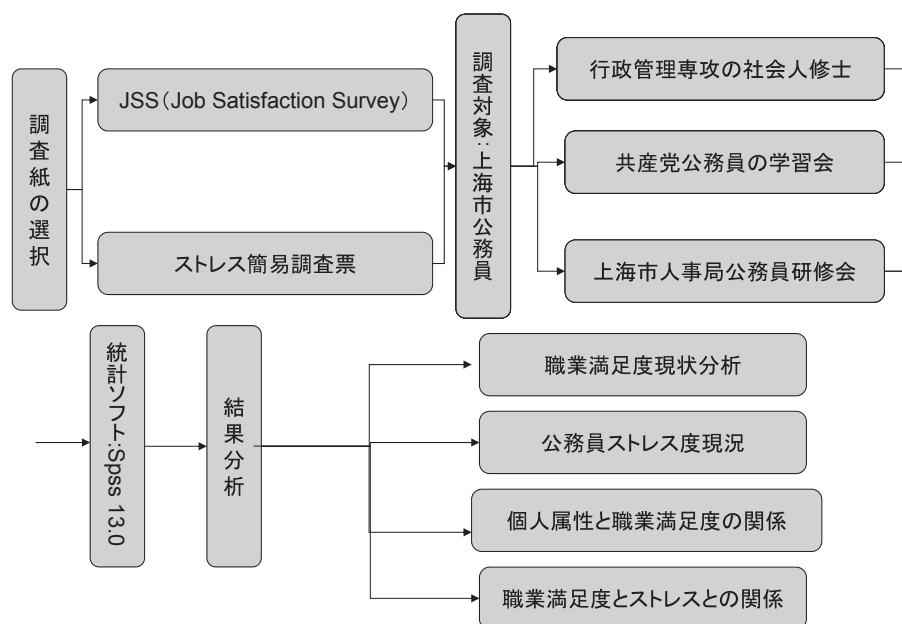 調査紙の選択
JSS（Job Satisfaction Survey）
ストレス簡易調査票
調査対象：上海市公務員
行政管理専攻の社会人修士
共産党公務員の学習会
上海市人事局公務員研修会
統計ソフト：Spss 13.0
結果分析
職業満足度現状分析
公務員ストレス度現況
個人属性と職業満足度の関係
職業満足度とストレスとの関係